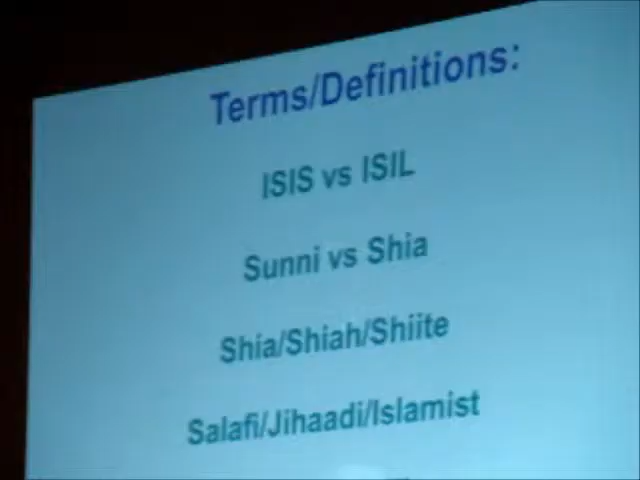 Terms/Definitions:
ISIS vs ISIL
Sunni vs Shia
Shia/Shiah/Shiite
Salafi/Jihaadi/Islamist